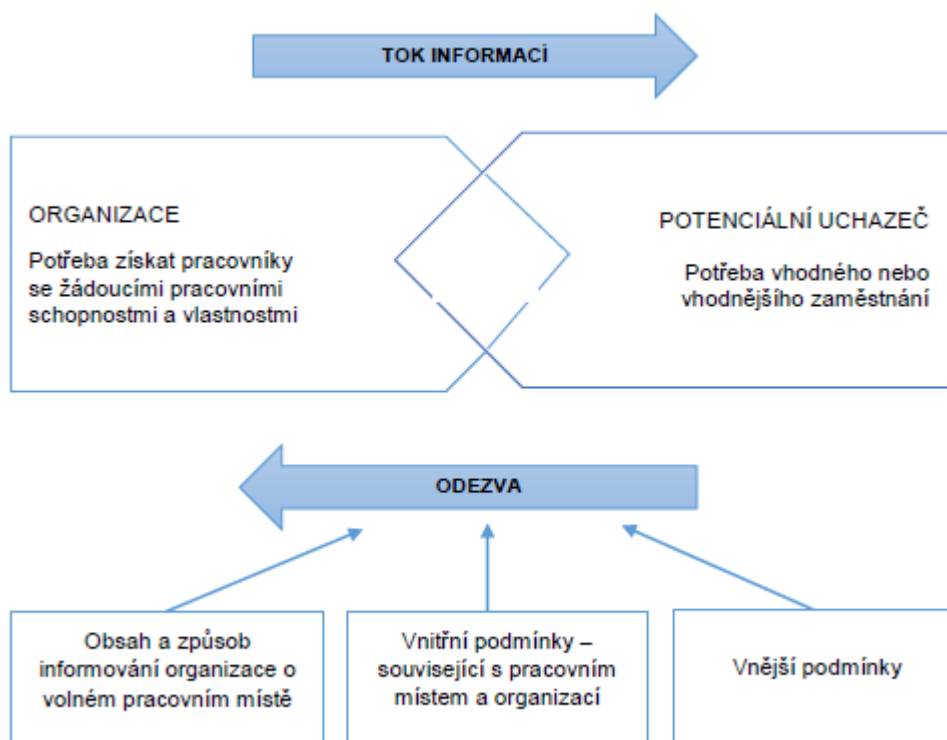 TOK INFORMACÍ
ORGANIZACE
Potřeba získat pracovníky
se žádoucími pracovními
schopnostmi a vlastnostmi
POTENCIÁLNÍ UCHAZEČ
Potřeba vhodného nebo
vhodnějšího zaměstnání
ODEZVA
Obsah a způsob
informování organizace o
volném pracovním místě
Vnitřní podmínky –
související s pracovním
místem a organizací
Vnější podmínky